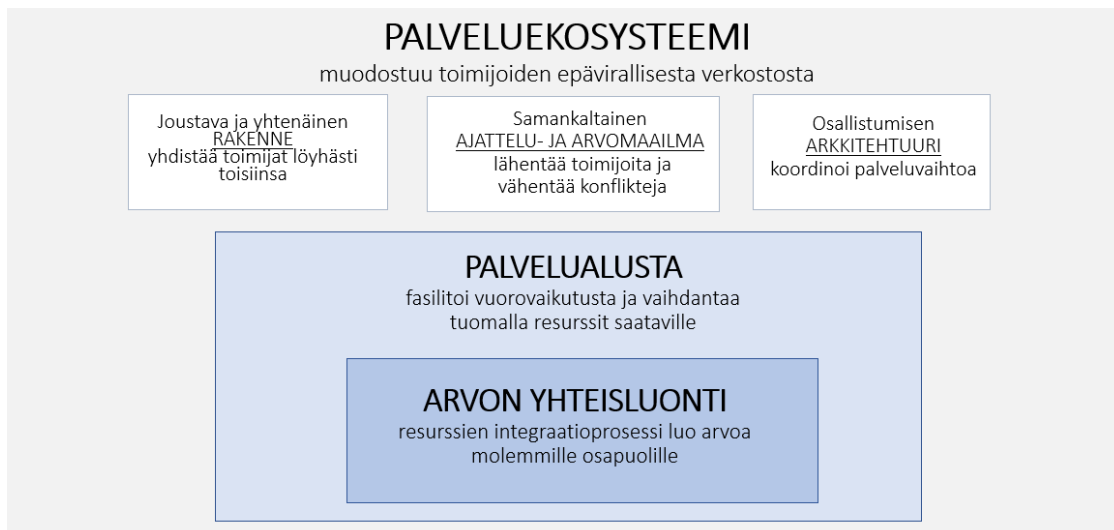 PALVELUEKOSYSTEEMI
muodostuu toimijoiden epävirallisesta verkostosta
Joustava ja yhtenäinen
RAKENNE
yhdistää toimijat löyhästi
toisiinsa
Samankaltainen
AJATTELU- JA ARVOMAAILMA
lähentää toimijoita ja
vähentää konflikteja
Osallistumisen
ARKKITEHTUURI
koordinoi palveluvaihtoa
PALVELUALUSTA
fasilitoi vuorovaikutusta ja vaihdantaa
tuomalla resurssit saataville
ARVON YHTEISLUONTI
resurssien integraatioprosessi luo arvoa
molemmille osapuolille